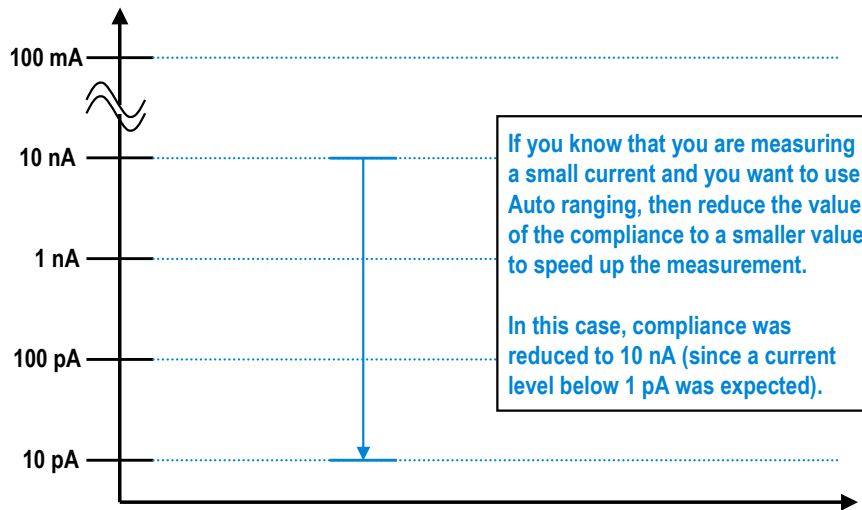 100 mA
10 nA
1 nA
100 pA
10 pA
If you know that you are measuring
a small current and you want to use
Auto ranging, then reduce the value
of the compliance to a smaller value
to speed up the measurement.
In this case, compliance was
reduced to 10 nA (since a current
level below 1 pA was expected).